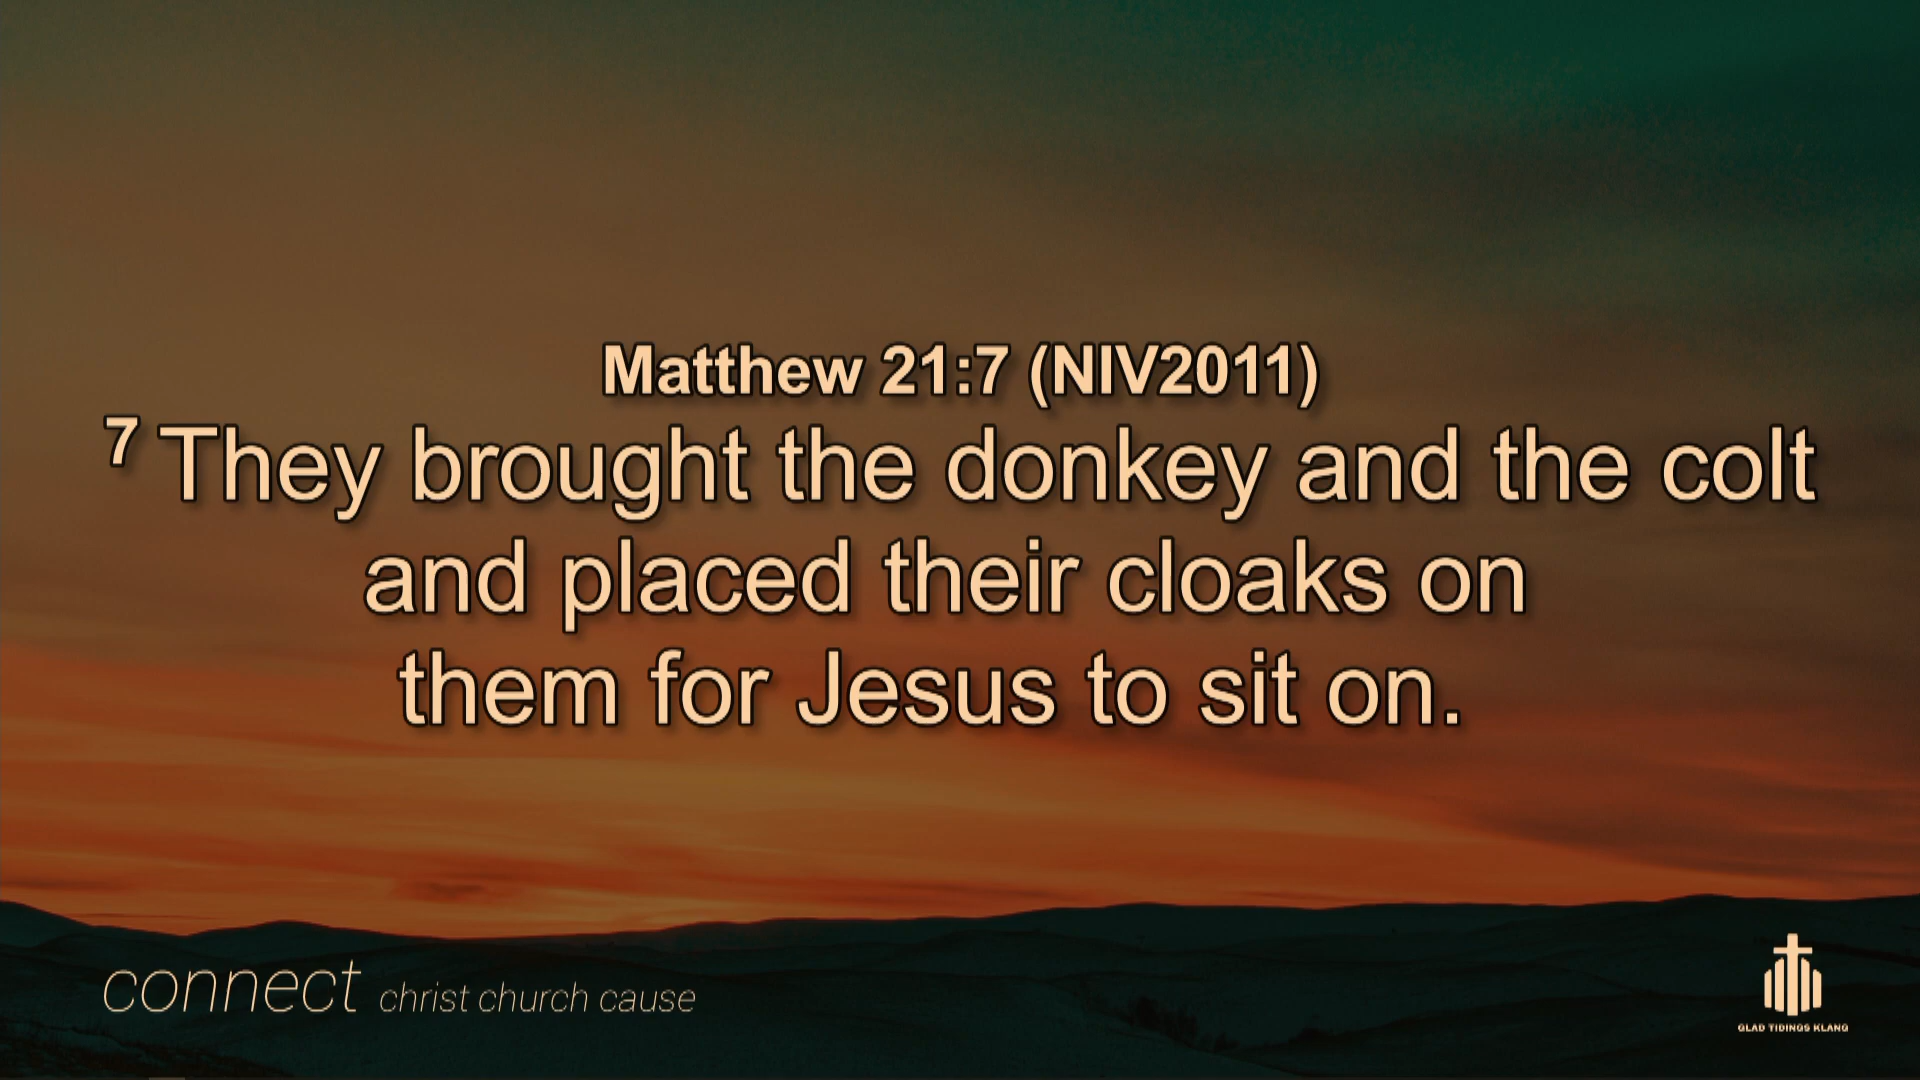 Matthew 21:7 (NIV2011)
7 They brought the donkey and the colt
and placed their cloaks on
them for Jesus to sit on.
connect christ church cause
GLAD TIDINGS KLANG